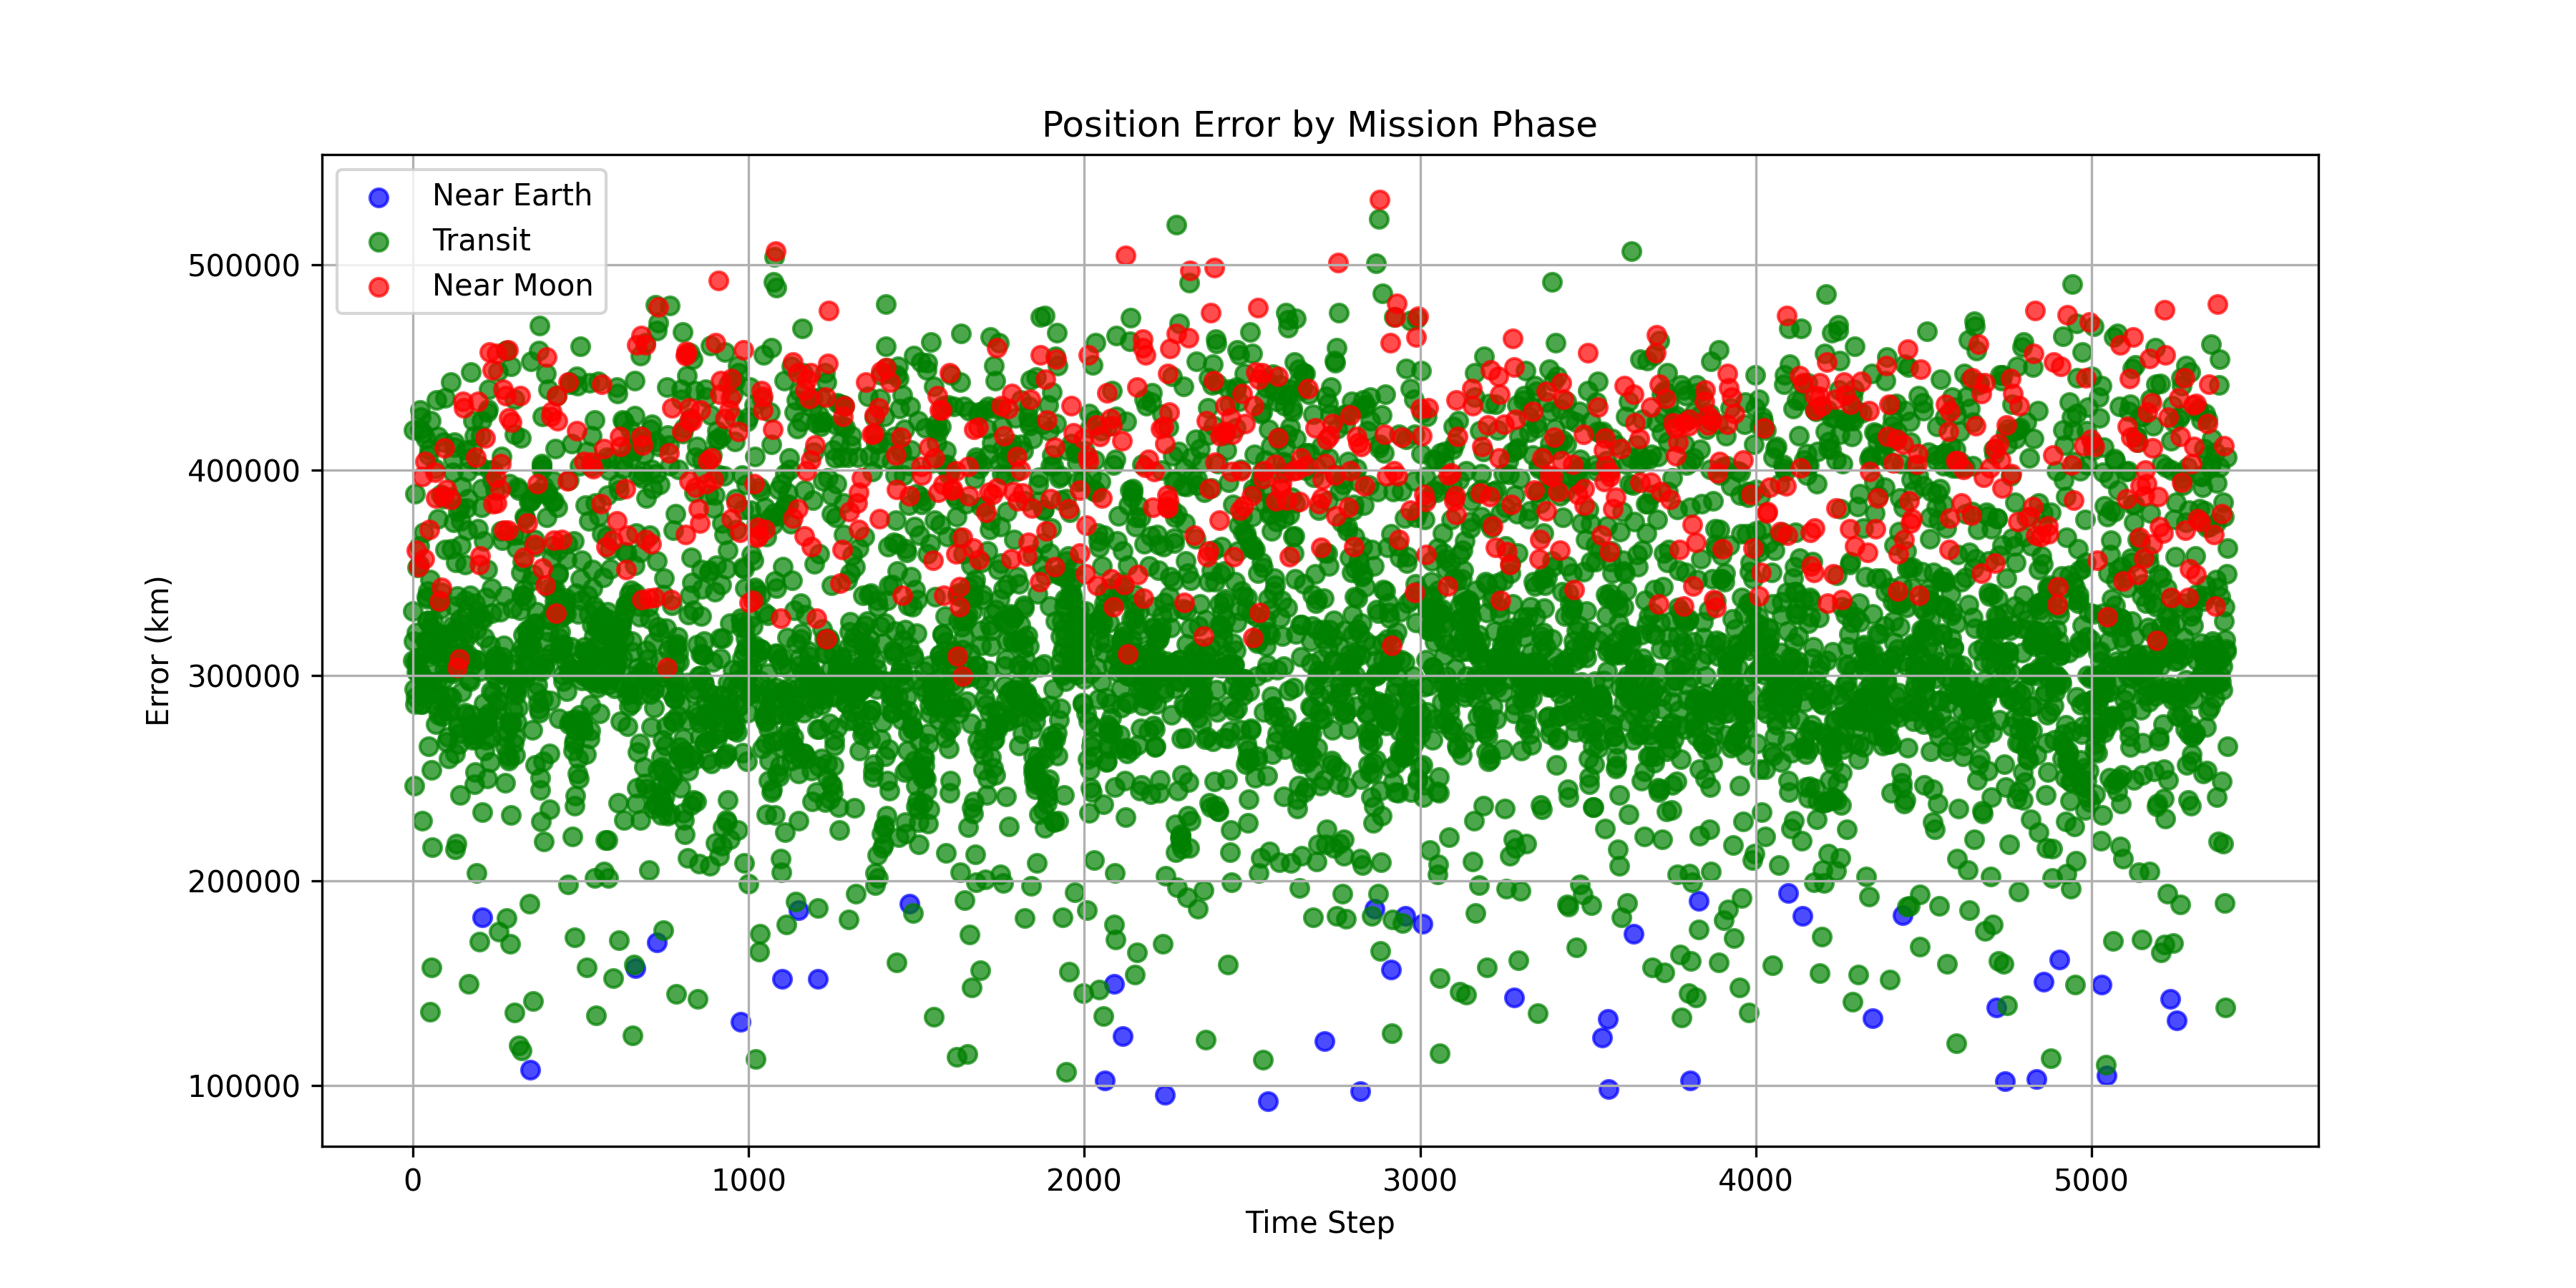 Position Error by Mission Phase
Near Earth
Transit
Near Moon
500000
400000
300000
200000
100000
Error (km)
0 1000 2000 3000 4000 5000
Time Step